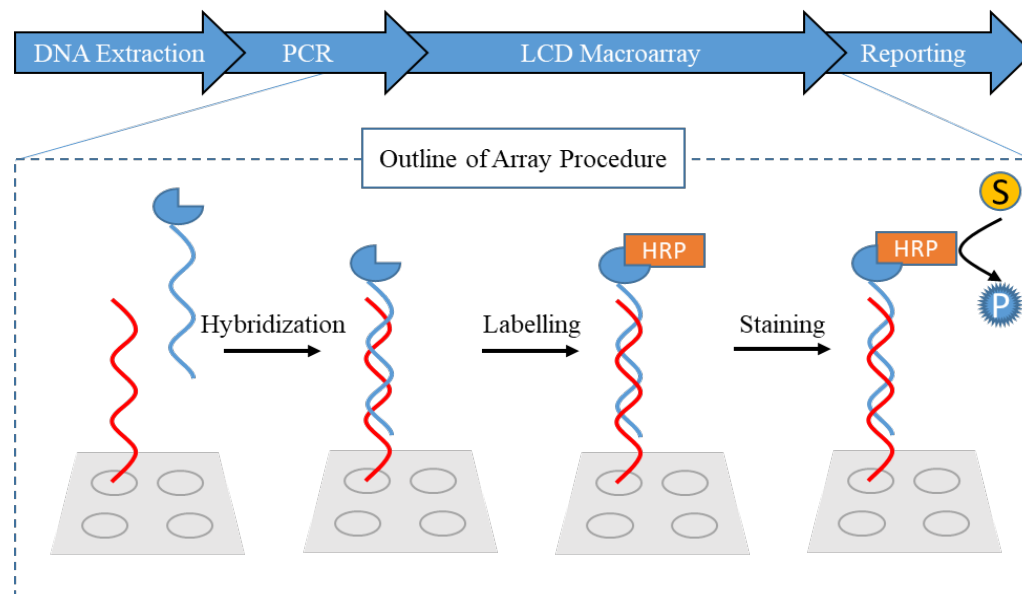 DNA Extraction
PCR
LCD Macroarray
Reporting
Outline of Array Procedure
S
HRP
HRP
P
Hybridization
Labelling
Staining